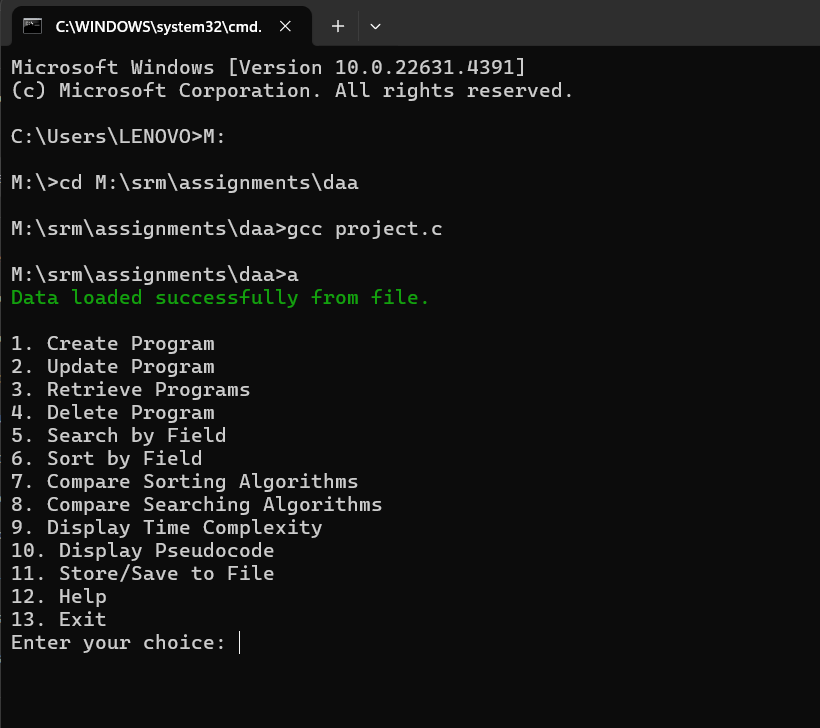 C:\WINDOWS\system32\cmd.
Microsoft Windows [Version 10.0.22631.4391]
(c) Microsoft Corporation. All rights reserved.
C:\Users\LENOVO>M:
M:\>cd M:\srm\assignments\daa
M:\srm\assignments\daa>gcc project.c
M:\srm\assignments\daa>a
Data loaded successfully from file.
1. Create Program
2. Update Program
3. Retrieve Programs
4. Delete Program
5. Search by Field
6. Sort by Field
7. Compare Sorting Algorithms
8. Compare Searching Algorithms
9. Display Time Complexity
10. Display Pseudocode
11. Store/Save to File
12. Help
13. Exit
Enter your choice: